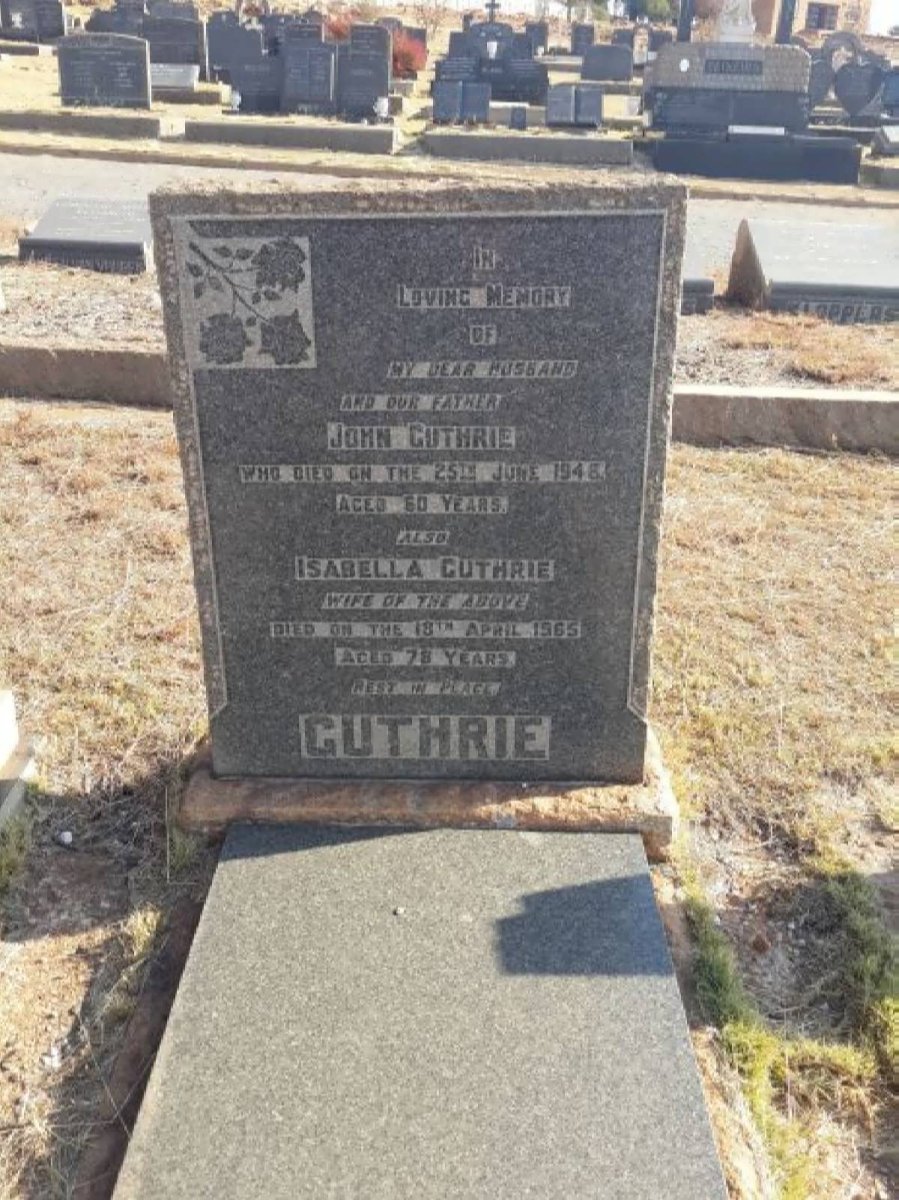 In
Loving Memory
of
my dear husband
and our father
John Guthrie
who died on the 25th June 1948.
Aged 60 Years.
also
Isabella Guthrie
wife of the above
died on the 18th April 1965
Aged 78 Years.
Rest in Peace.
GUTHRIE